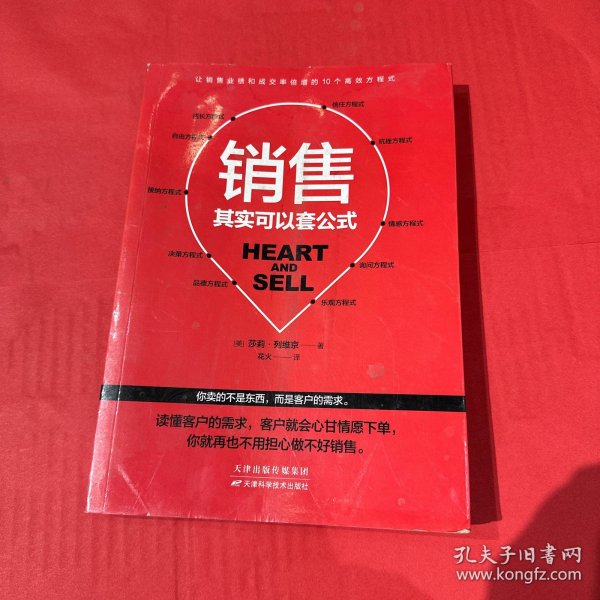 让销售业绩和成交率倍增的10个高效方程式
信任方程式
成长方程式
自由方程式
抗挫方程式
销售
接纳方程式
其实可以套公式
情感方程式
HEART
AND
SELL
决策方程式
询问方程式
品德方程式
乐观方程式
[美] 莎莉·列维京——著
花火——译
你卖的不是东西，而是客户的需求。
读懂客户的需求，客户就会心甘情愿下单，
你就再也不用担心做不好销售。
天津出版传媒集团
天津科学技术出版社
孔夫子旧书网
www.kongfz.com